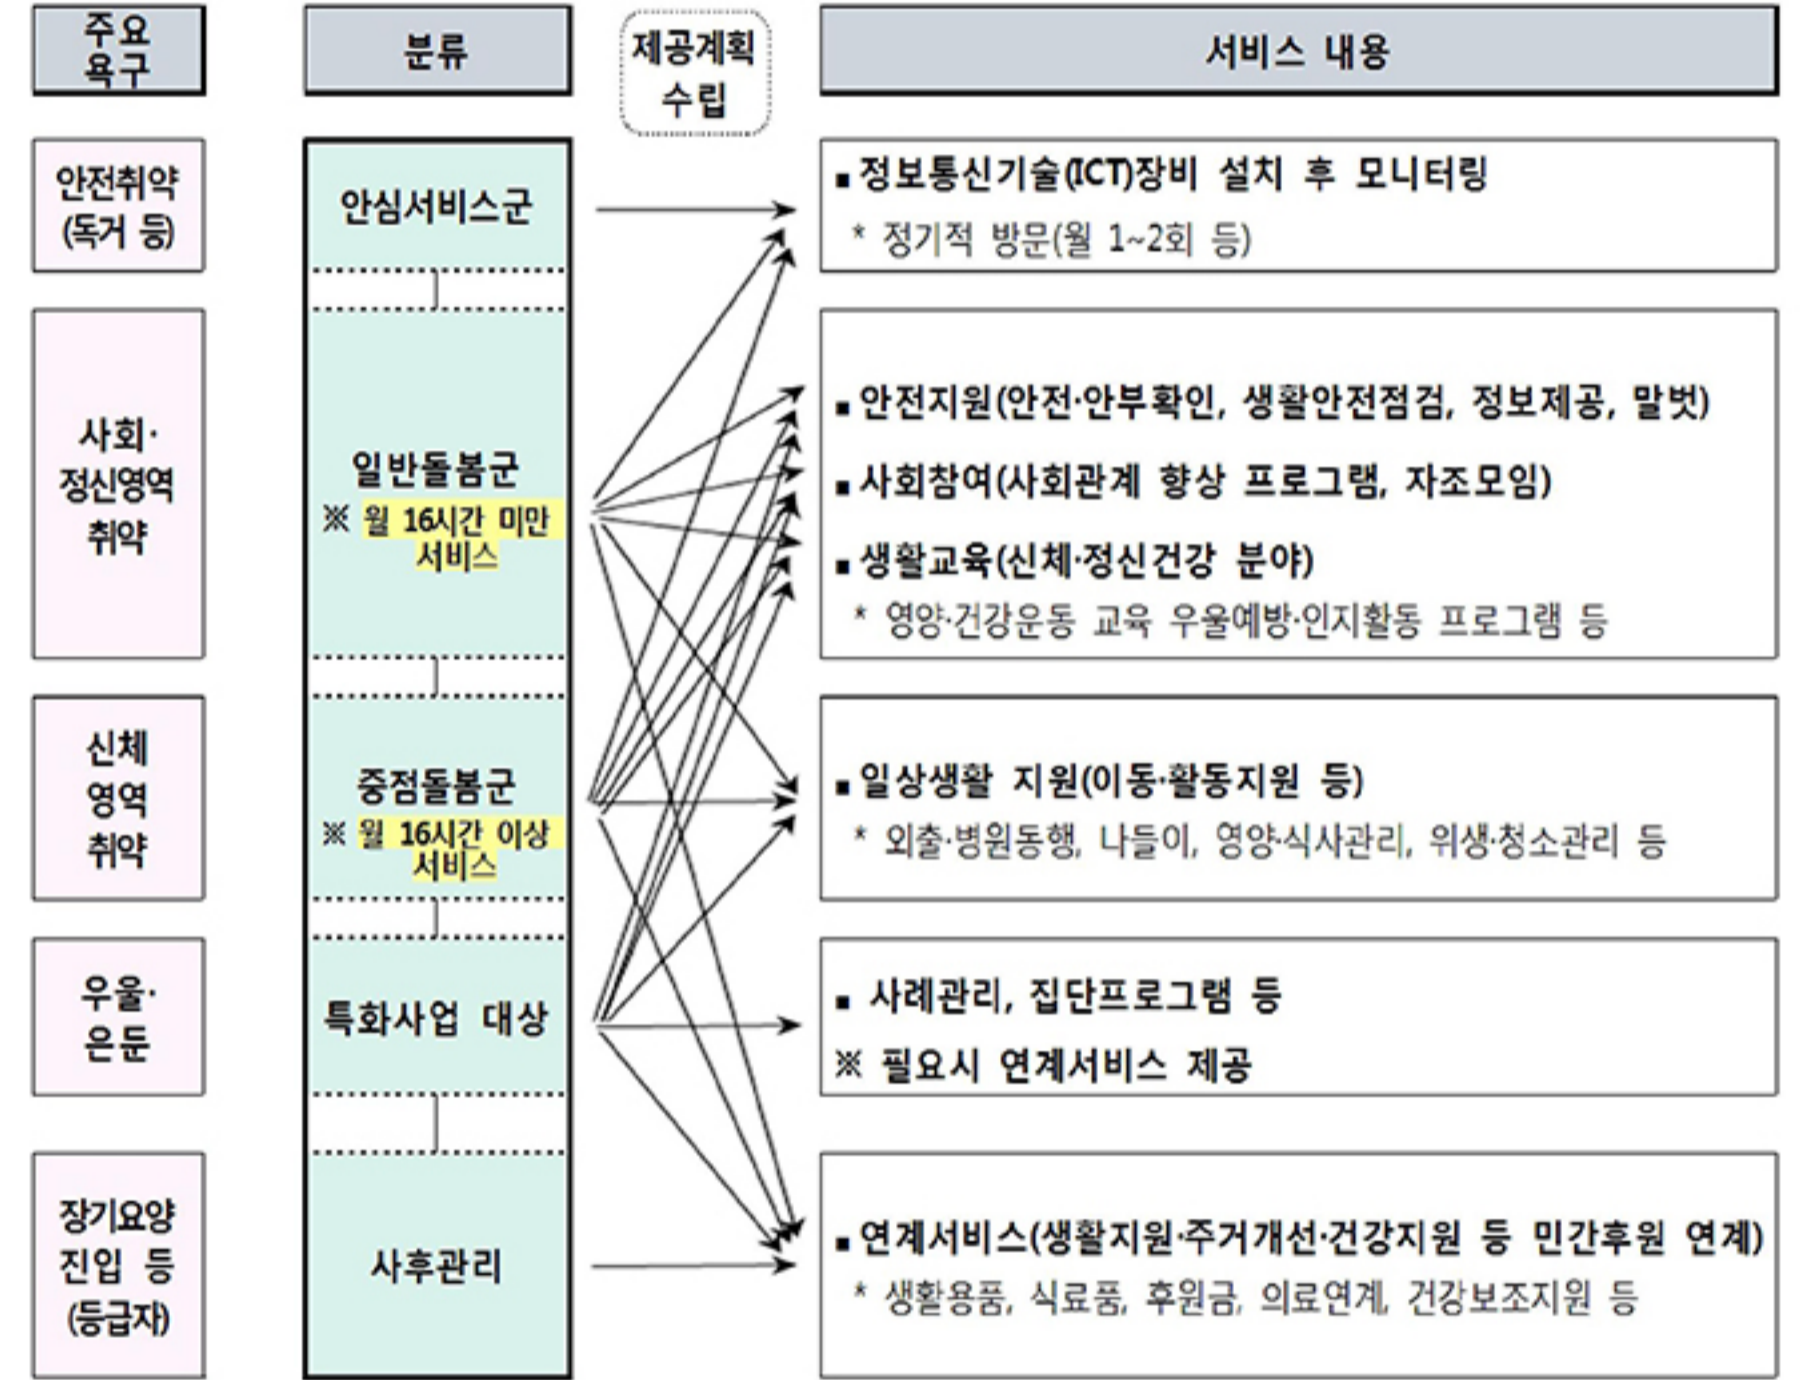 주요
욕구
분류
제공계획
수립
서비스 내용
안전취약
(독거 등)
안심서비스군
▪ 정보통신기술(ICT)장비 설치 후 모니터링
* 정기적 방문(월 1~2회 등)
사회·
정신영역
취약
일반돌봄군
※ 월 16시간 미만
서비스
▪ 안전지원(안전·안부확인, 생활안전점검, 정보제공, 말벗)
▪ 사회참여(사회관계 향상 프로그램, 자조모임)
▪ 생활교육(신체·정신건강 분야)
* 영양·건강운동 교육 우울예방·인지활동 프로그램 등
신체
영역
취약
중점돌봄군
※ 월 16시간 이상
서비스
▪ 일상생활 지원(이동·활동지원 등)
* 외출·병원동행, 나들이, 영양·식사관리, 위생·청소관리 등
우울·
은둔
특화사업 대상
▪ 사례관리, 집단프로그램 등
※ 필요시 연계서비스 제공
장기요양
진입 등
(등급자)
사후관리
▪ 연계서비스(생활지원·주거개선·건강지원 등 민간후원 연계)
* 생활용품, 식료품, 후원금, 의료연계, 건강보조지원 등